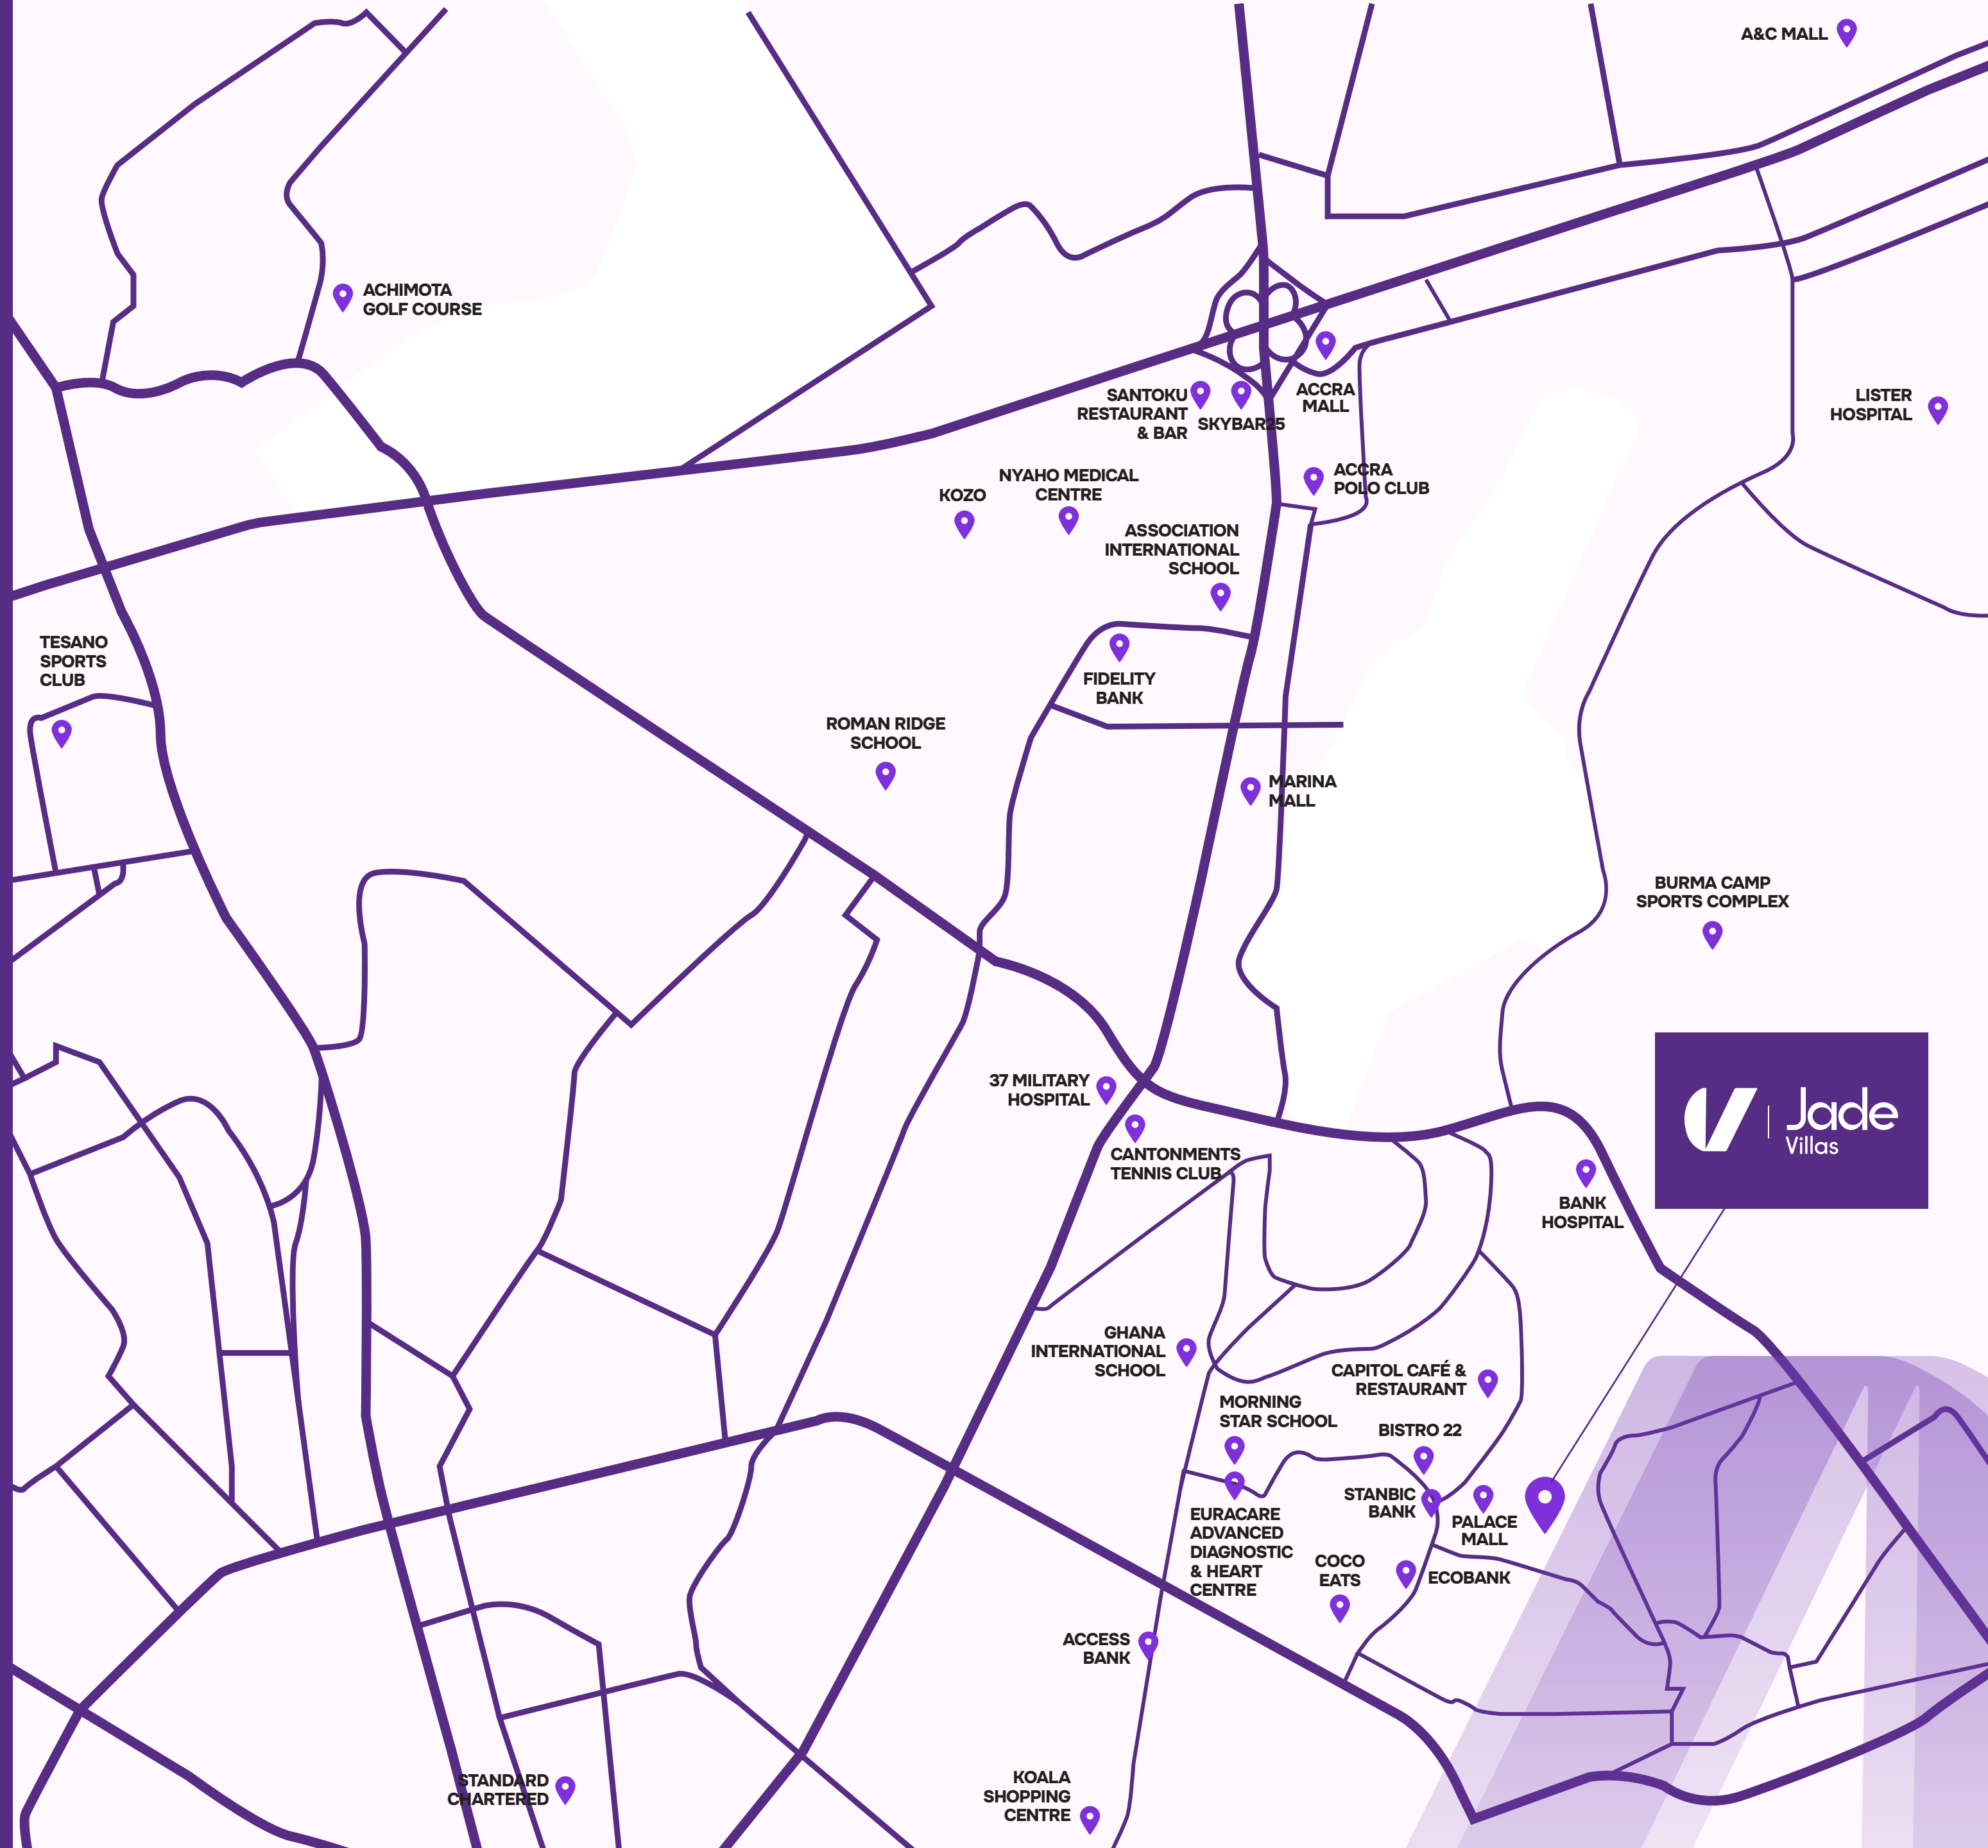 A&C MALL
ACHIMOTA
GOLF COURSE
SANTOKU
RESTAURANT
& BAR
SKYBAR25
ACCRA
MALL
LISTER
HOSPITAL
ACCRA
POLO CLUB
NYAHO MEDICAL
CENTRE
KOZO
ASSOCIATION
INTERNATIONAL
SCHOOL
TESANO
SPORTS
CLUB
FIDELITY
BANK
ROMAN RIDGE
SCHOOL
MARINA
MALL
BURMA CAMP
SPORTS COMPLEX
37 MILITARY
HOSPITAL
Jade
Villas
CANTONMENTS
TENNIS CLUB
BANK
HOSPITAL
GHANA
INTERNATIONAL
SCHOOL
CAPITOL CAFÉ &
RESTAURANT
MORNING
STAR SCHOOL
BISTRO 22
STANBIC
BANK
PALACE
MALL
EURACARE
ADVANCED
DIAGNOSTIC
& HEART
CENTRE
COCO
EATS
ECOBANK
ACCESS
BANK
STANDARD
CHARTERED
KOALA
SHOPPING
CENTRE